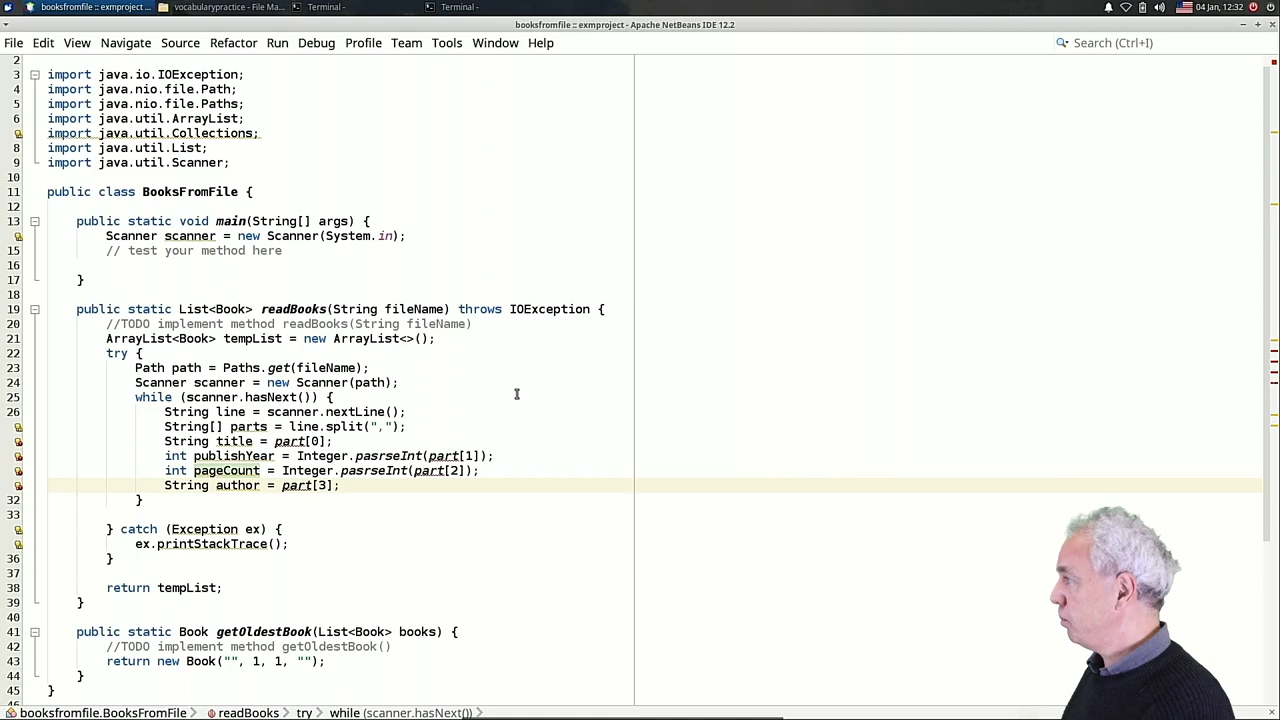 booksfromfile :: exmproject ...
vocabularypractice - File Ma...
Terminal -
Terminal -
04 Jan, 12:32
booksfromfile :: exmproject - Apache NetBeans IDE 12.2
File Edit View Navigate Source Refactor Run Debug Profile Team Tools Window Help
Search (Ctrl+I)
2
3 import java.io.IOException;
4 import java.nio.file.Path;
5 import java.nio.file.Paths;
6 import java.util.ArrayList;
import java.util.Collections;
8 import java.util.List;
9 import java.util.Scanner;
10
11 public class BooksFromFile {
12
13 public static void main(String[] args) {
Scanner scanner = new Scanner(System.in);
15 // test your method here
16
17 }
18
19 public static List<Book> readBooks(String fileName) throws IOException {
20 //TODO implement method readBooks(String fileName)
21 ArrayList<Book> tempList = new ArrayList<>();
22 try {
23 Path path = Paths.get(fileName);
24 Scanner scanner = new Scanner(path);
25 while (scanner.hasNext()) {
26 String line = scanner.nextLine();
String[] parts = line.split(",");
String title = part[0];
int publishYear = Integer.pasrseInt(part[1]);
int pageCount = Integer.pasrseInt(part[2]);
String author = part[3];
32 }
33
} catch (Exception ex) {
ex.printStackTrace();
36 }
37
38 return tempList;
39 }
40
41 public static Book getOldestBook(List<Book> books) {
42 //TODO implement method getOldestBook()
43 return new Book("", 1, 1, "");
44 }
45 }
booksfromfile.BooksFromFile readBooks try while (scanner.hasNext())